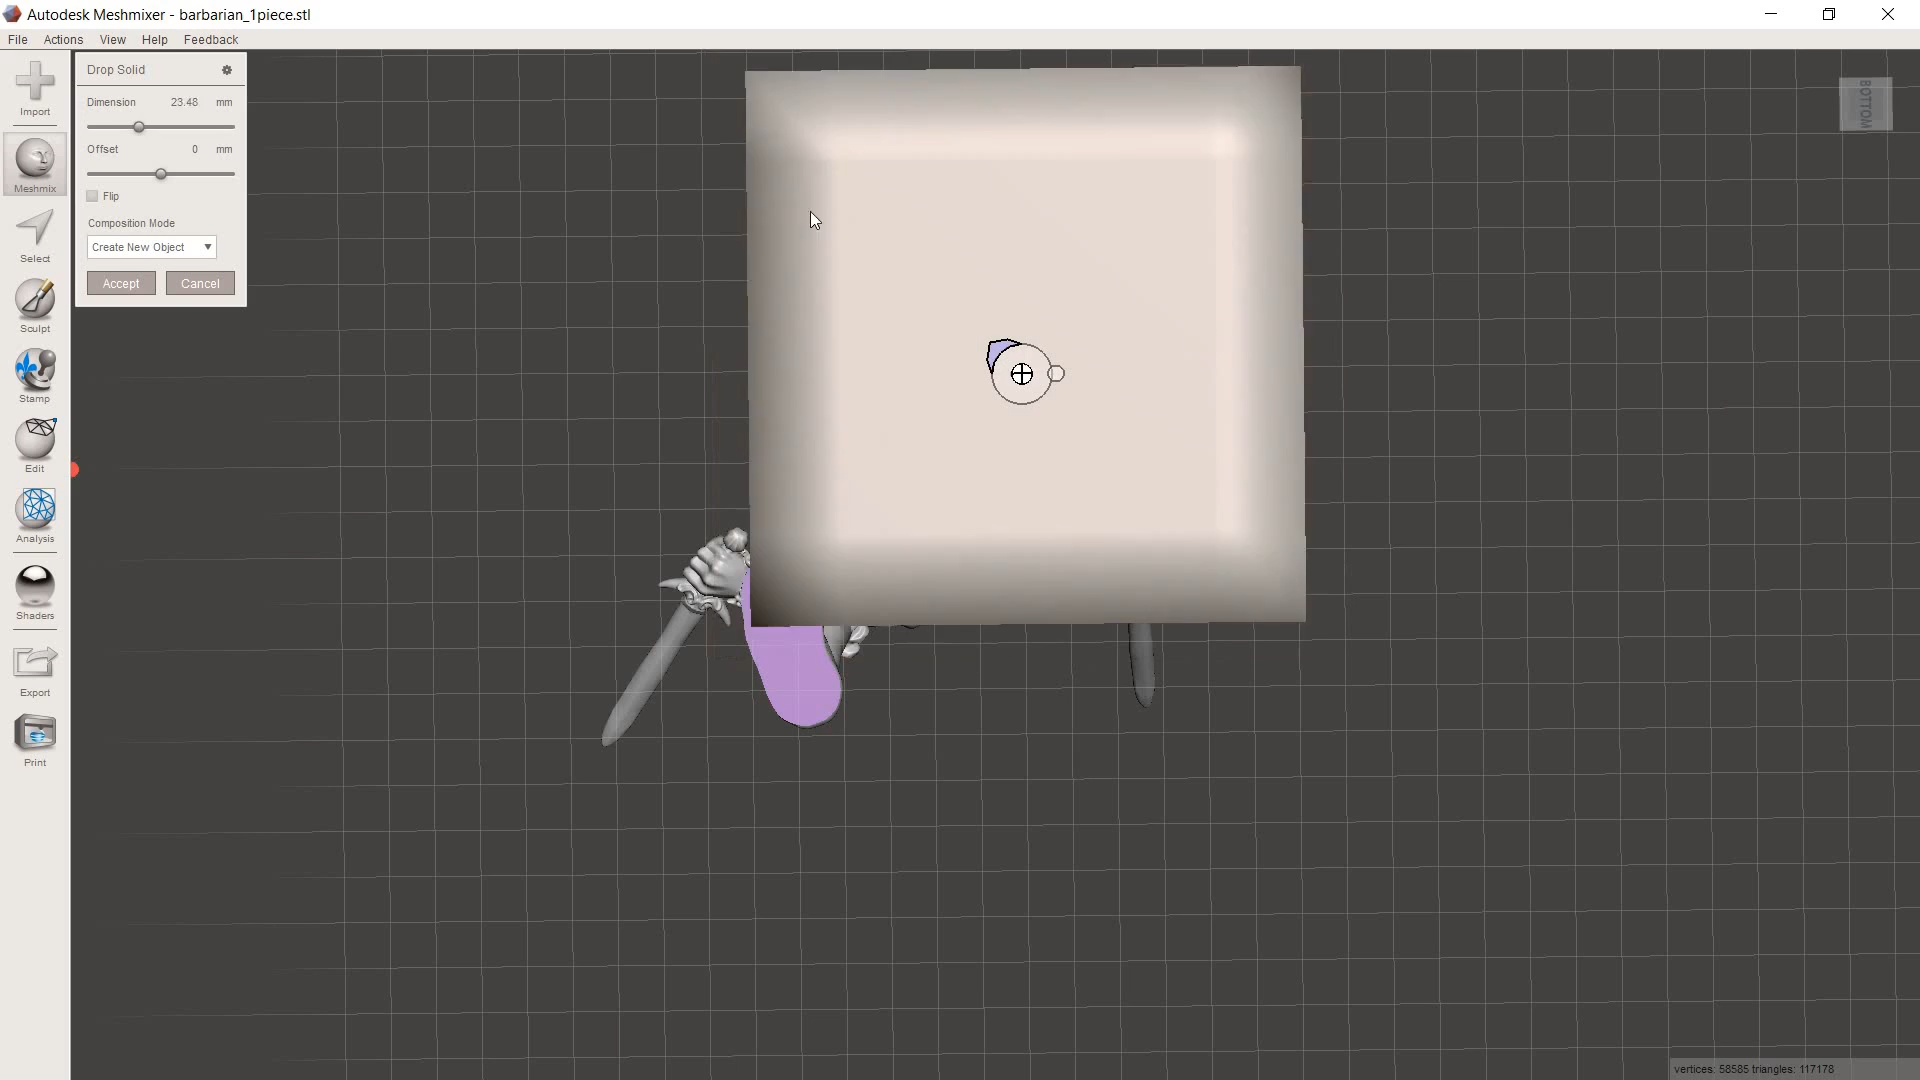 Autodesk Meshmixer - barbarian_1piece.stl
File Actions View Help Feedback
Import
Meshmix
Select
Sculpt
Stamp
Edit
Analysis
Shaders
Export
Print
Drop Solid
Dimension 23.48 mm
Offset 0 mm
Flip
Composition Mode
Create New Object
Accept Cancel
BOTTOM
vertices: 58585 triangles: 117178